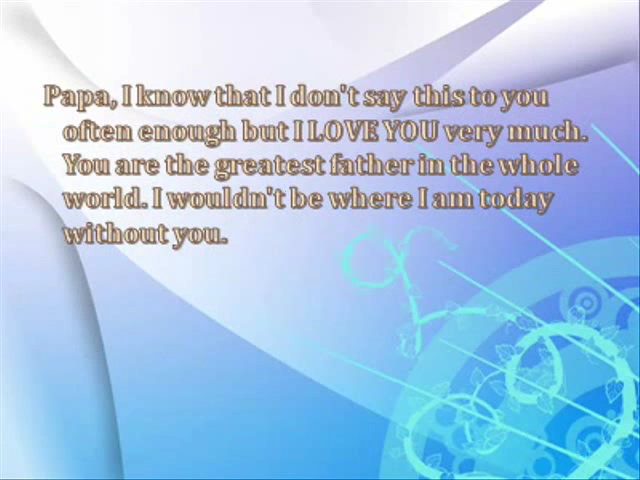 Papa, I know that I don't say this to you
often enough but I LOVE YOU very much.
You are the greatest father in the whole
world. I wouldn't be where I am today
without you.